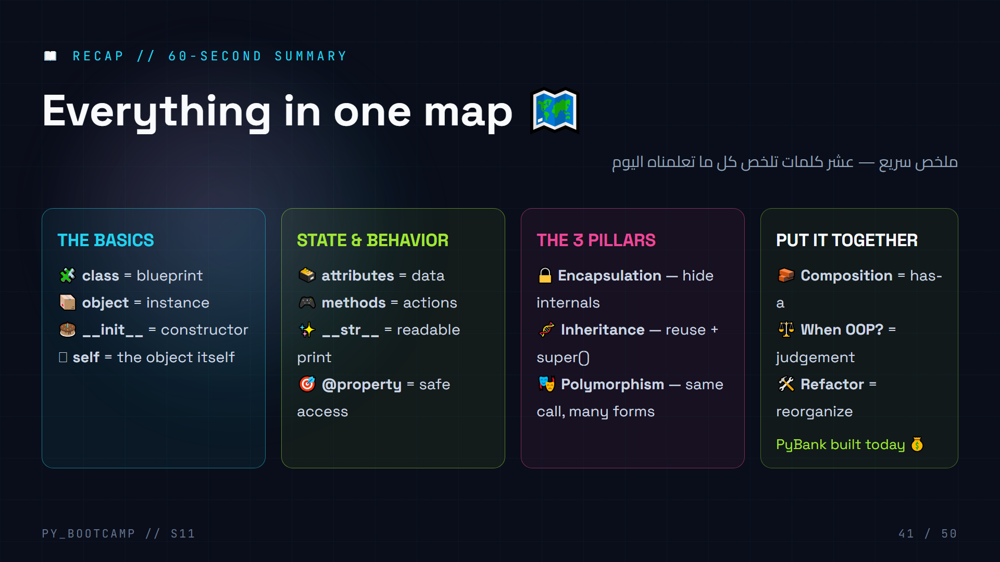 📖 RECAP // 60-SECOND SUMMARY
Everything in one map 🗺️
ملخص سريع — عشر كلمات تلخص كل ما تعلمناه اليوم
THE BASICS
🧩 class = blueprint
📦 object = instance
🎂 __init__ = constructor
self = the object itself
STATE & BEHAVIOR
🗃️ attributes = data
🎮 methods = actions
✨ __str__ = readable
print
🎯 @property = safe
access
THE 3 PILLARS
🔒 Encapsulation — hide
internals
🧬 Inheritance — reuse +
super()
🎭 Polymorphism — same
call, many forms
PUT IT TOGETHER
🧱 Composition = has-
a
⚖️ When OOP? =
judgement
🛠️ Refactor =
reorganize
PyBank built today 💰
PY_BOOTCAMP // S11
41 / 50